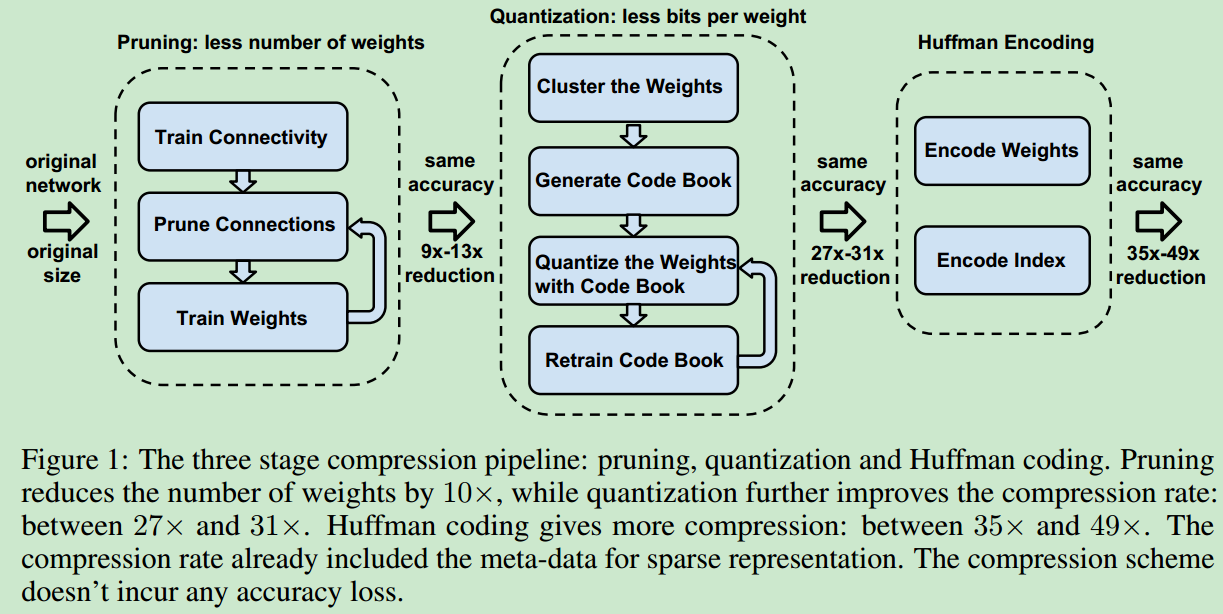 Quantization: less bits per weight
Pruning: less number of weights
Huffman Encoding
original
network
original
size
Train Connectivity
Prune Connections
Train Weights
same
accuracy
9x-13x
reduction
Cluster the Weights
Generate Code Book
Quantize the Weights
with Code Book
Retrain Code Book
same
accuracy
27x-31x
reduction
Encode Weights
Encode Index
same
accuracy
35x-49x
reduction
Figure 1: The three stage compression pipeline: pruning, quantization and Huffman coding. Pruning
reduces the number of weights by 10×, while quantization further improves the compression rate:
between 27× and 31×. Huffman coding gives more compression: between 35× and 49×. The
compression rate already included the meta-data for sparse representation. The compression scheme
doesn't incur any accuracy loss.